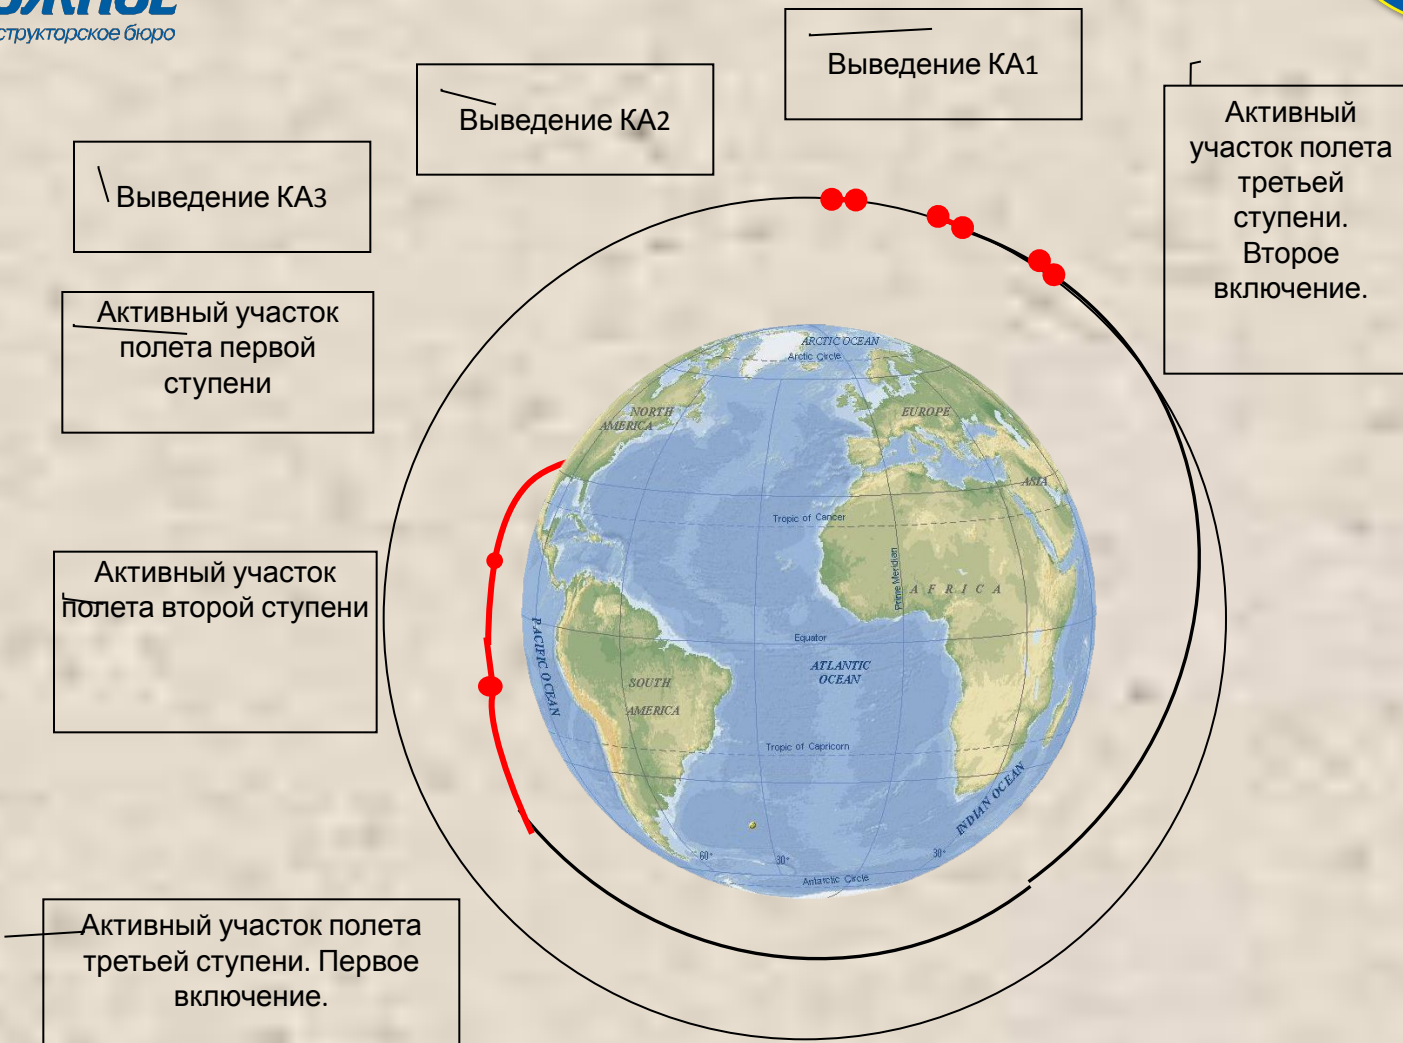 структорское бюро
Выведение КА1
Выведение КА2
Выведение КА3
Активный
участок полета
третьей
ступени.
Второе
включение.
Активный участок
полета первой
ступени
Активный участок
полета второй ступени
Активный участок полета
третьей ступени. Первое
включение.
ARCTIC OCEAN
Arctic Circle
NORTH
AMERICA
EUROPE
ASIA
Tropic of Cancer
Prime Meridian
AFRICA
Equator
PACIFIC OCEAN
ATLANTIC
OCEAN
SOUTH
AMERICA
Tropic of Capricorn
INDIAN OCEAN
60°
30°
30°
Antarctic Circle